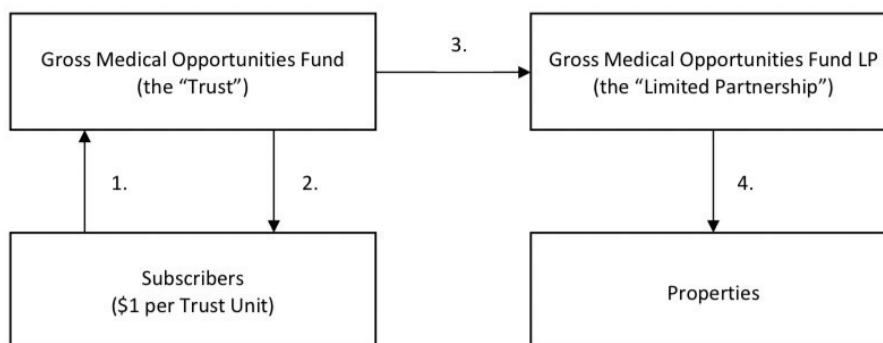 Gross Medical Opportunities Fund
(the “Trust”)
3.
Gross Medical Opportunities Fund LP
(the “Limited Partnership”)
1.
2.
4.
Subscribers
($1 per Trust Unit)
Properties